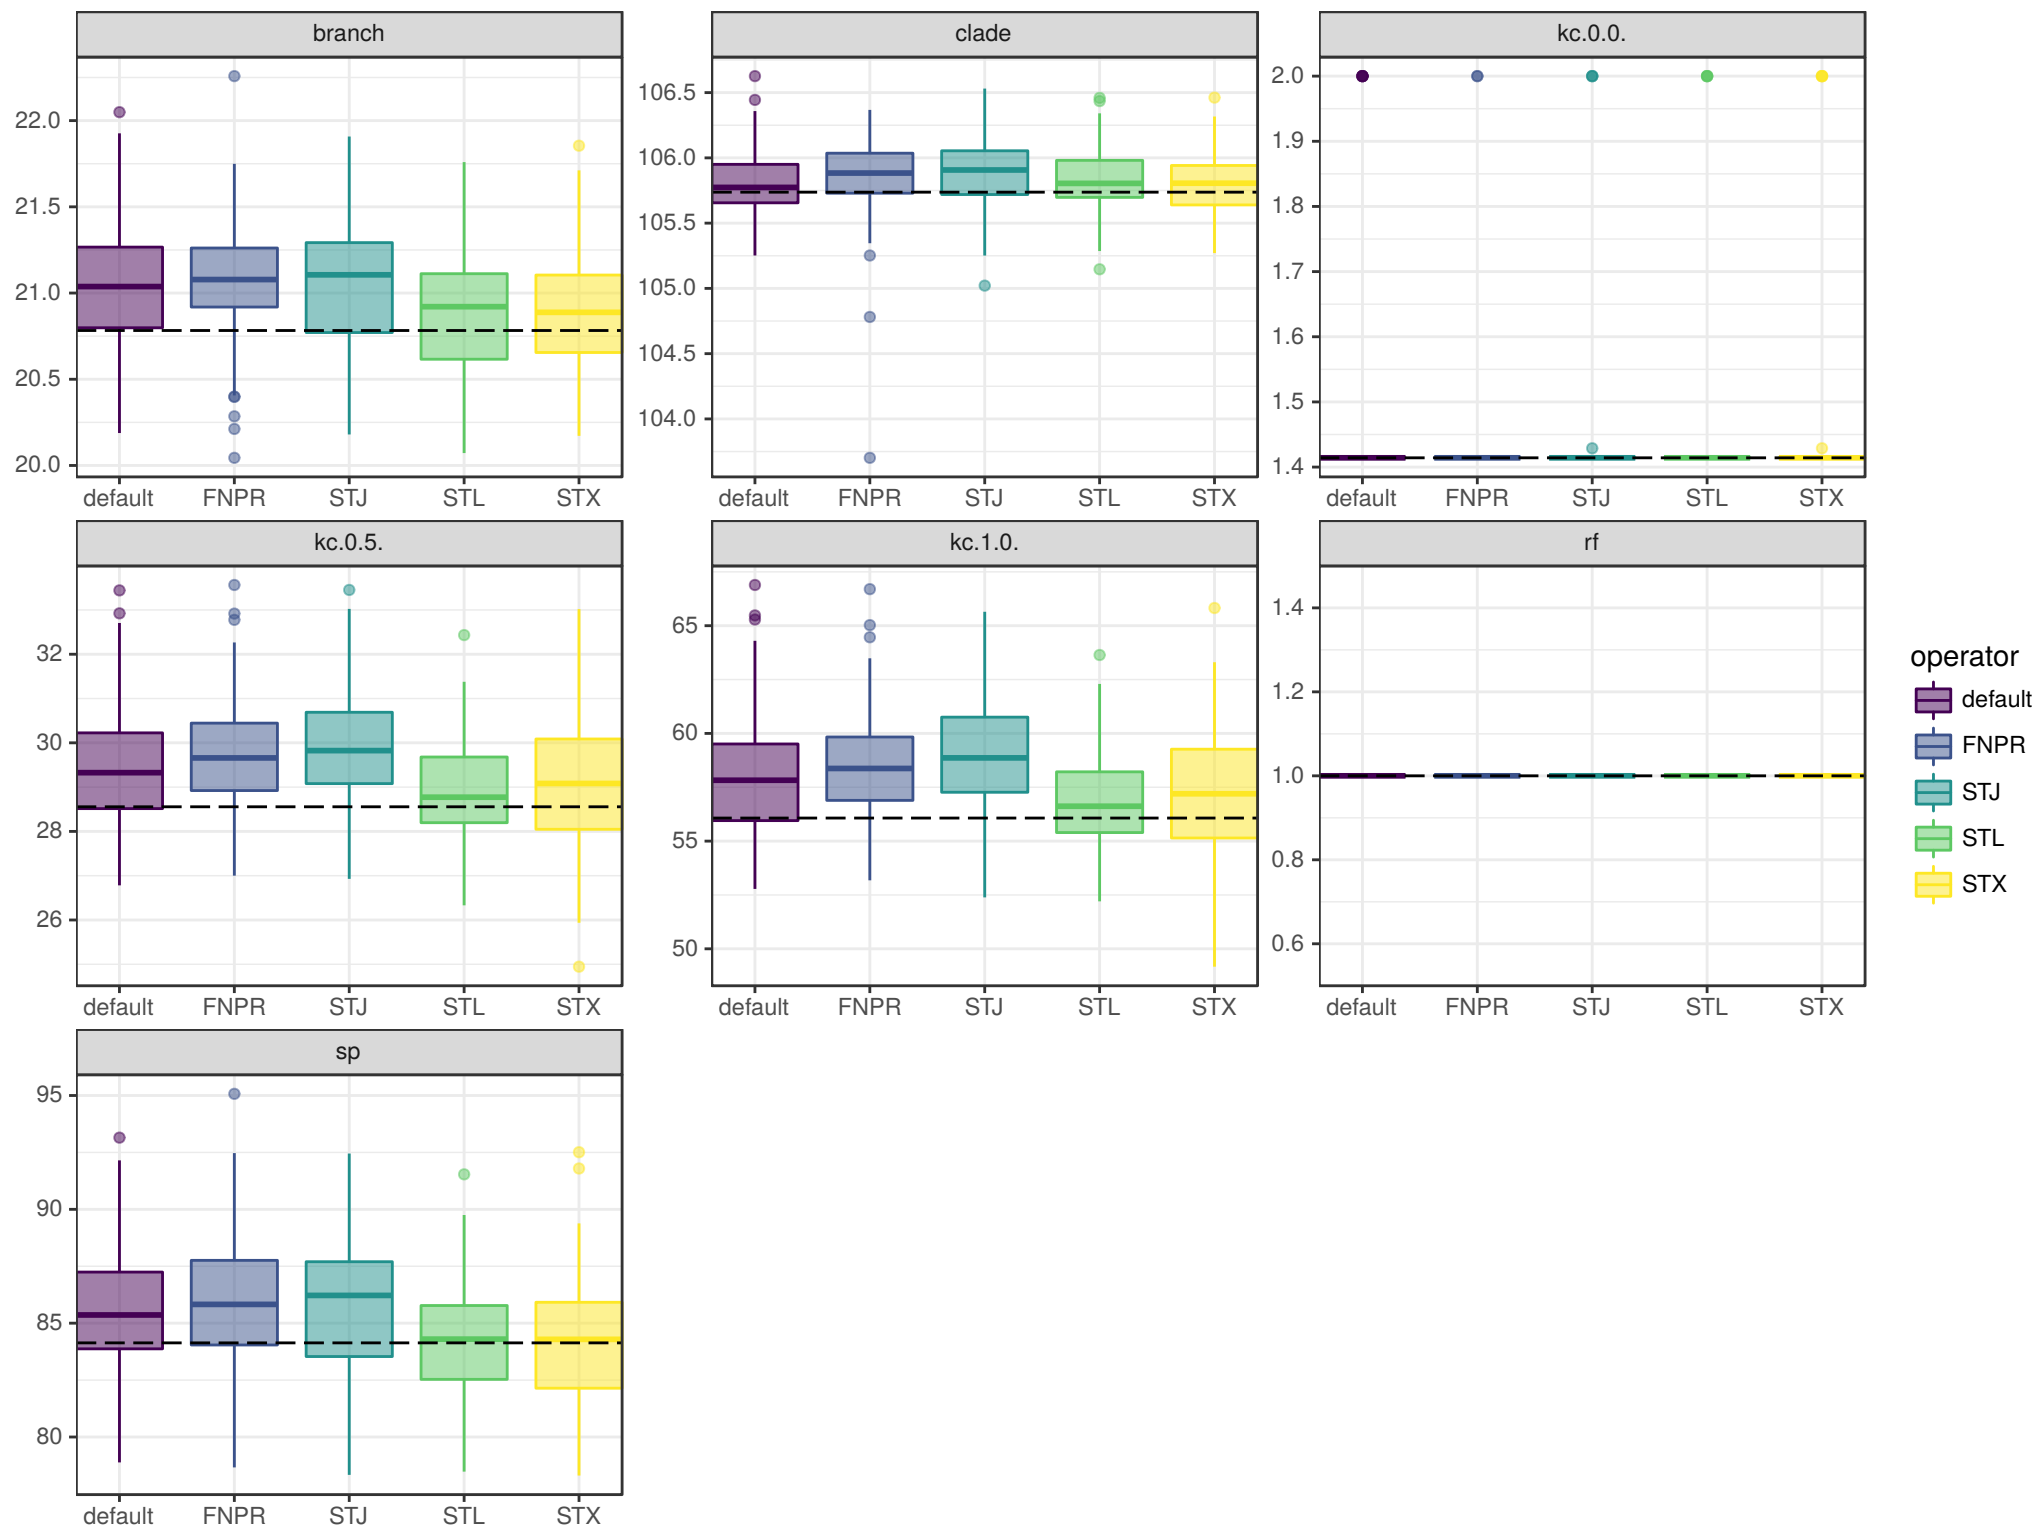 branch
clade
kc.0.0.
22.0
21.5
21.0
20.5
20.0
106.5
106.0
105.5
105.0
104.5
104.0
2.0
1.9
1.8
1.7
1.6
1.5
1.4
default FNPR STJ STL STX
default FNPR STJ STL STX
default FNPR STJ STL STX
kc.0.5.
kc.1.0.
rf
32
30
28
26
65
60
55
50
1.4
1.2
1.0
0.8
0.6
default FNPR STJ STL STX
default FNPR STJ STL STX
default FNPR STJ STL STX
operator
default
FNPR
STJ
STL
STX
sp
95
90
85
80
default FNPR STJ STL STX